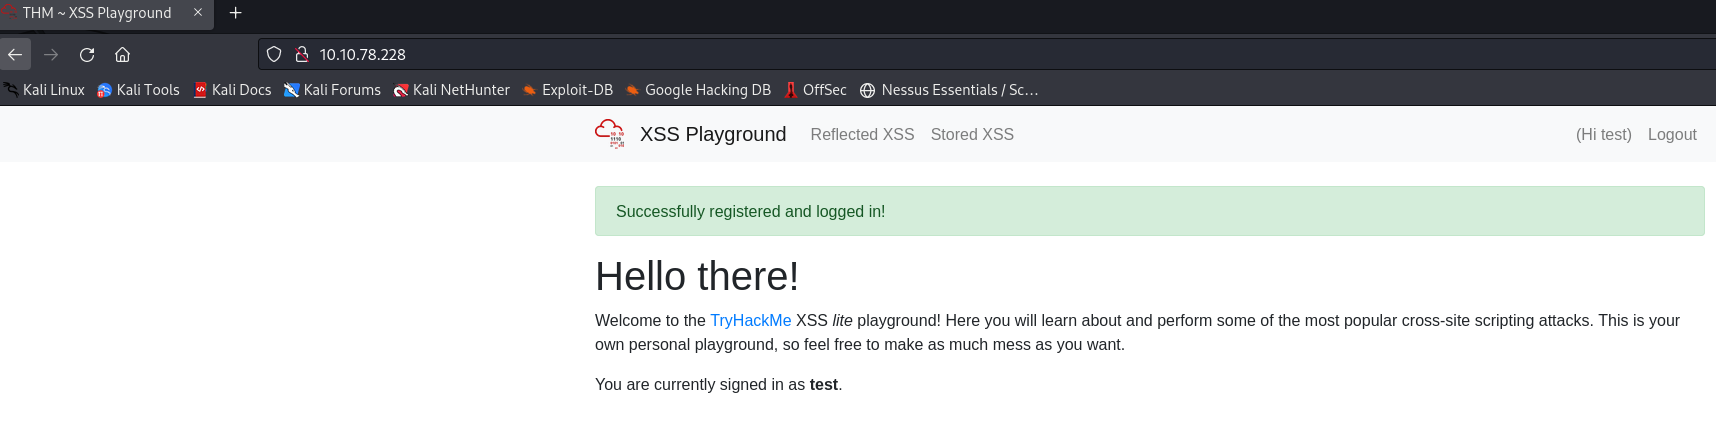 THM ~ XSS Playground
10.10.78.228
Kali Linux Kali Tools Kali Docs Kali Forums Kali NetHunter Exploit-DB Google Hacking DB OffSec Nessus Essentials / Sc…
XSS Playground Reflected XSS Stored XSS (Hi test) Logout
Successfully registered and logged in!
Hello there!
Welcome to the TryHackMe XSS lite playground! Here you will learn about and perform some of the most popular cross-site scripting attacks. This is your
own personal playground, so feel free to make as much mess as you want.
You are currently signed in as test.